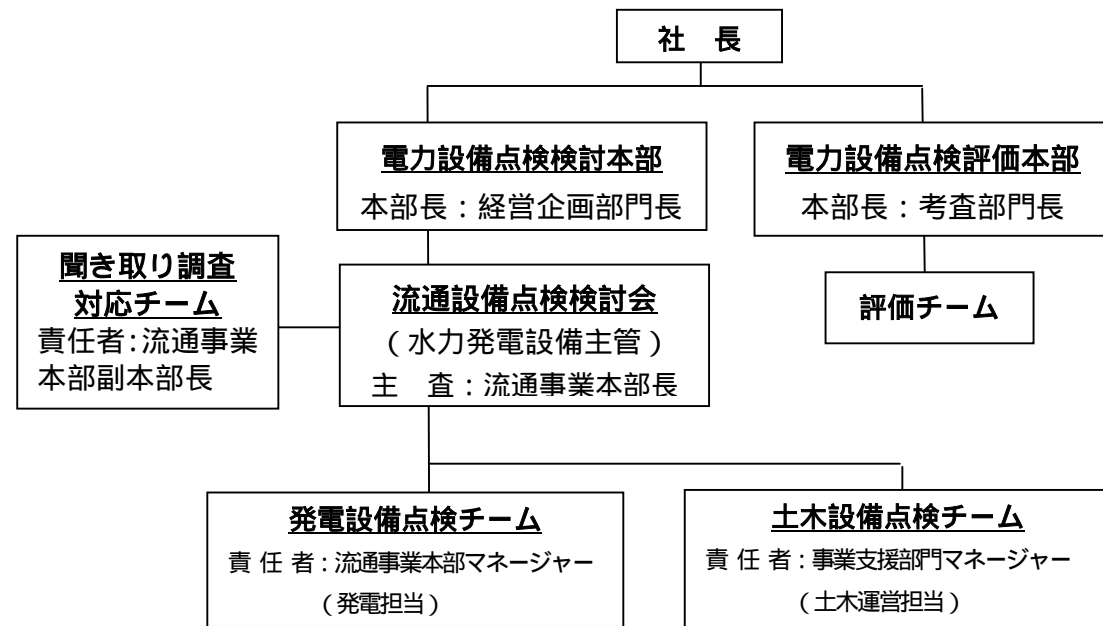 社　長
電力設備点検検討本部
本部長：経営企画部門長
電力設備点検評価本部
本部長：考査部門長
聞き取り調査
対応チーム
責任者：流通事業
本部副本部長
流通設備点検検討会
（水力発電設備主管）
主　査：流通事業本部長
評価チーム
発電設備点検チーム
責 任 者：流通事業本部マネージャー
（発電担当）
土木設備点検チーム
責 任 者：事業支援部門マネージャー
（土木運営担当）